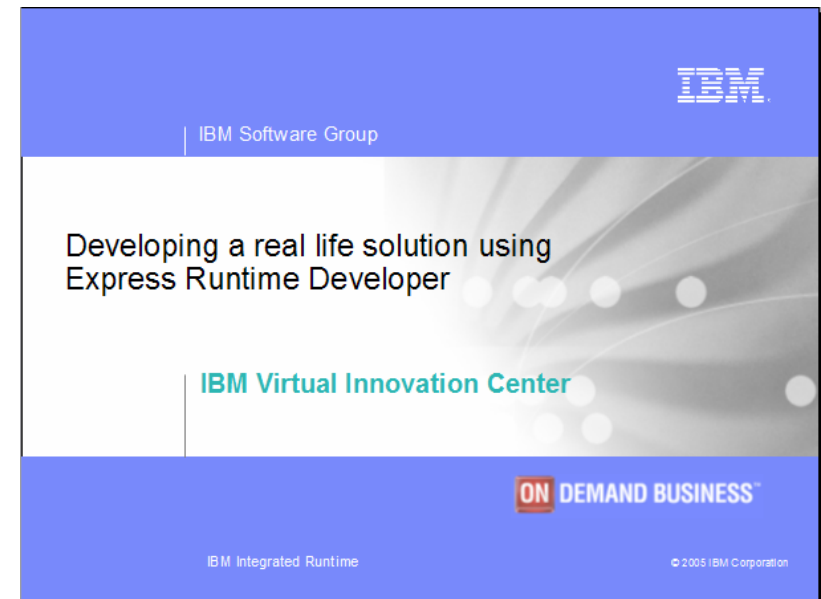 IBM.
IBM Software Group
Developing a real life solution using
Express Runtime Developer
IBM Virtual Innovation Center
ON DEMAND BUSINESS™
IBM Integrated Runtime
© 2005 IBM Corporation